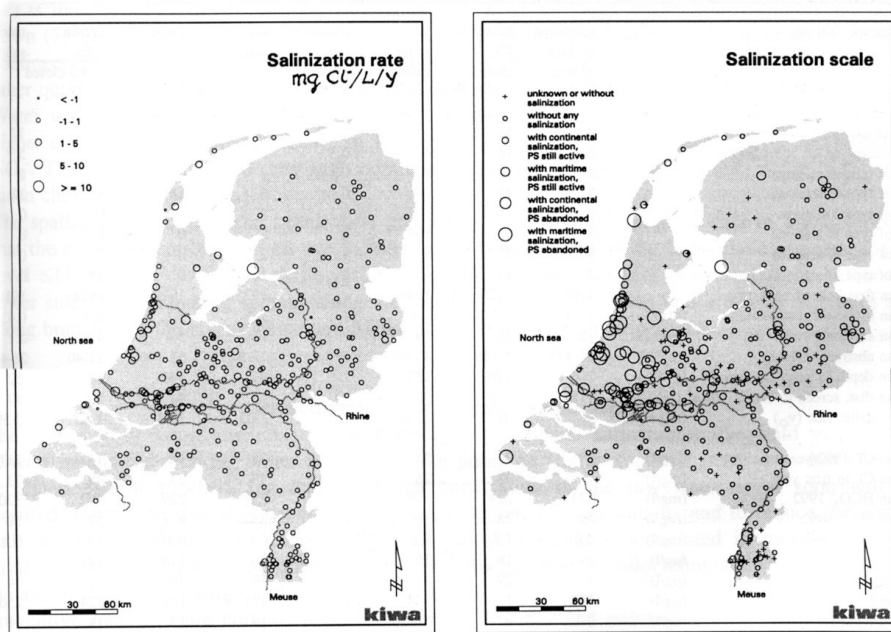 Salinization rate
mg Cl-/L/y
< -1
-1 - 1
1 - 5
5 - 10
> = 10
North sea
Rhine
Meuse
30 60 km
kiwa
Salinization scale
unknown or without
salinization
without any
salinization
with continental
salinization,
PS still active
with maritime
salinization,
PS still active
with continental
salinization,
PS abandoned
with maritime
salinization,
PS abandoned
North sea
Rhine
Meuse
30 60 km
kiwa